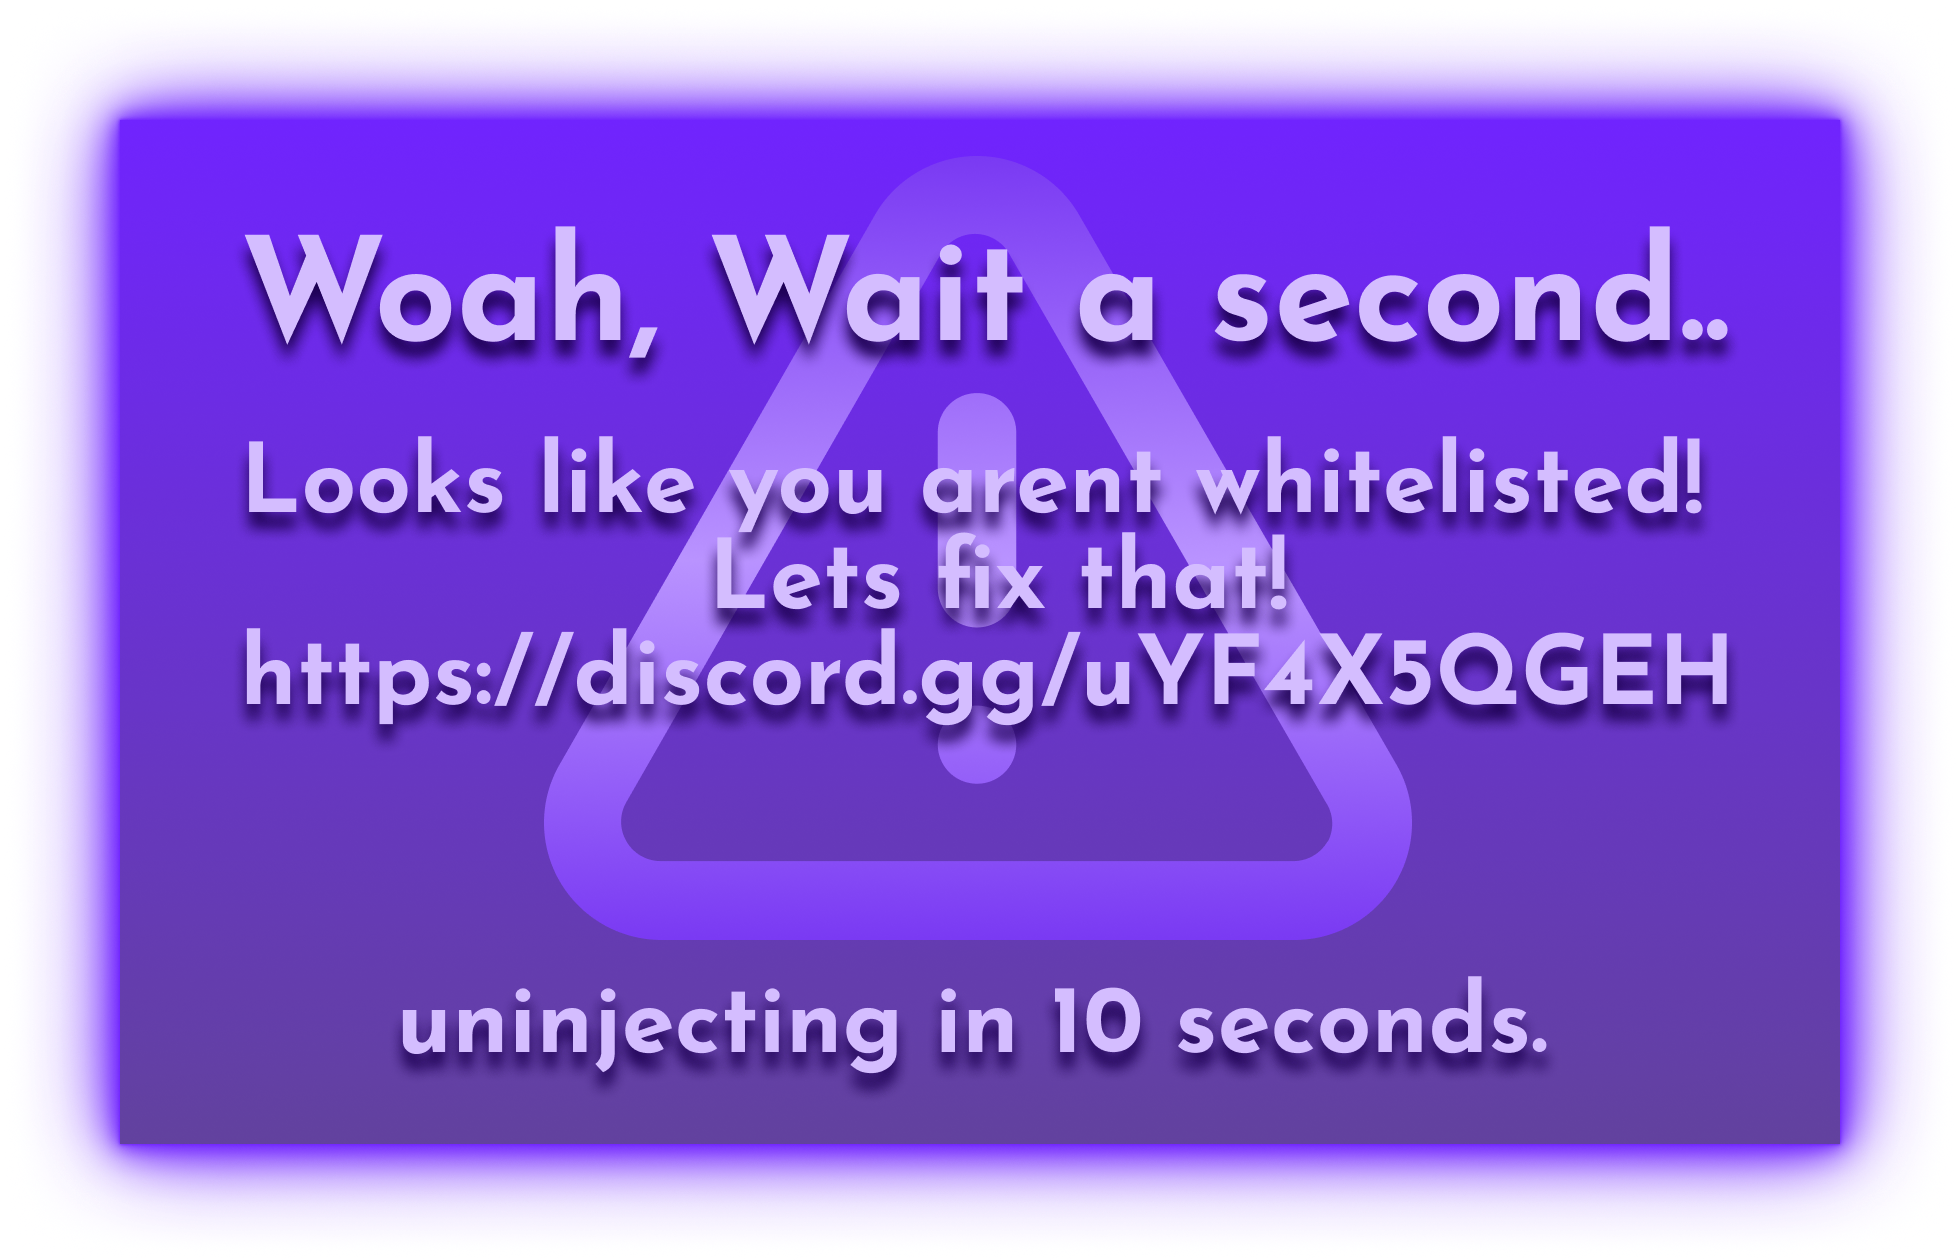 Woah, Wait a second..
Looks like you arent whitelisted!
Lets fix that!
https://discord.gg/uYF4X5QGEH
uninjecting in 10 seconds.